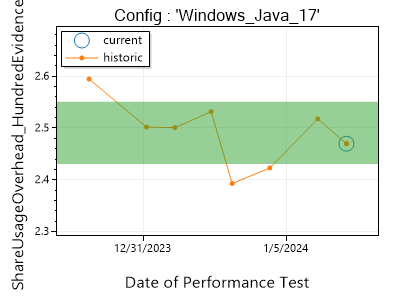 Config : 'Windows_Java_17'
current
historic
ShareUsageOverhead_HundredEvidence
2.6
2.5
2.4
2.3
12/31/2023
1/5/2024
Date of Performance Test